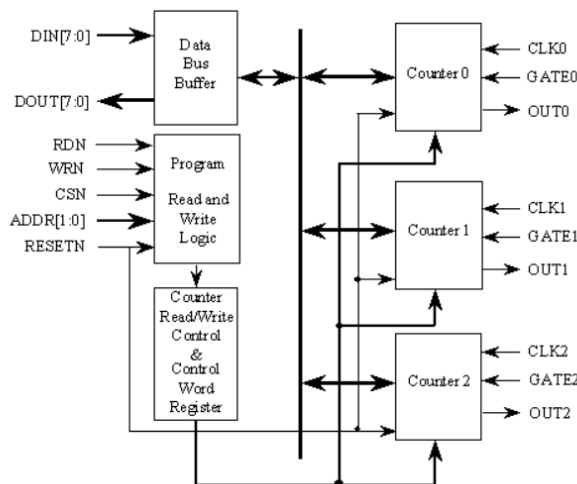 DIN[7:0]
DOUT[7:0]
Data
Bus
Buffer
RDN
WRN
CSN
ADDR[1:0]
RESETN
Program
Read and
Write
Logic
Counter
Read/Write
Control
&
Control
Word
Register
Counter 0
CLK0
GATE0
OUT0
Counter 1
CLK1
GATE1
OUT1
Counter 2
CLK2
GATE2
OUT2